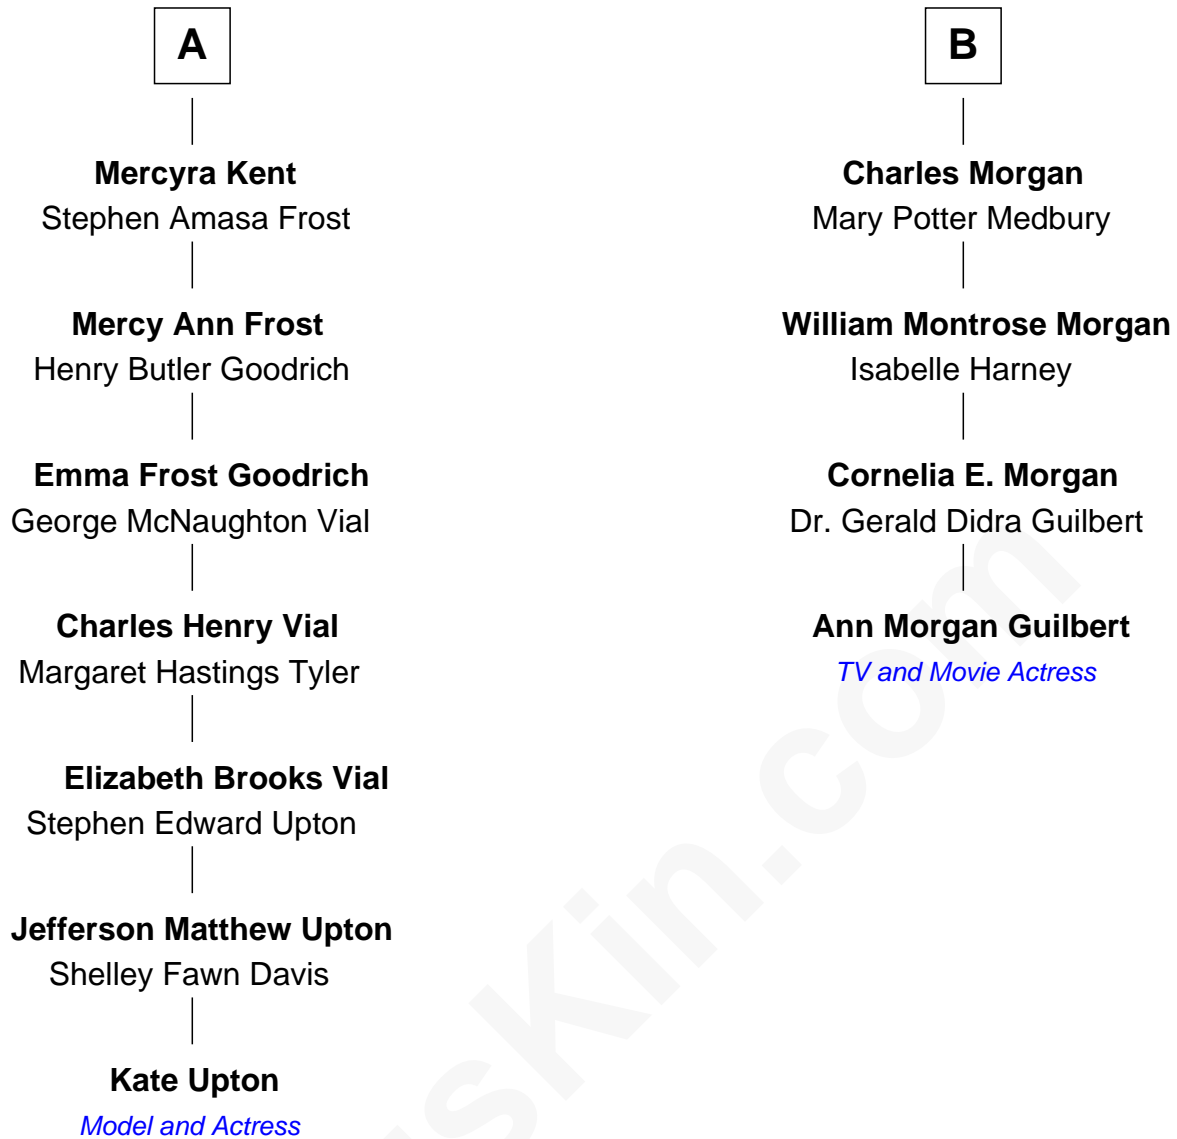 A
Mercyra Kent
Stephen Amasa Frost
Mercy Ann Frost
Henry Butler Goodrich
Emma Frost Goodrich
George McNaughton Vial
Charles Henry Vial
Margaret Hastings Tyler
Elizabeth Brooks Vial
Stephen Edward Upton
Jefferson Matthew Upton
Shelley Fawn Davis
Kate Upton
Model and Actress
B
Charles Morgan
Mary Potter Medbury
William Montrose Morgan
Isabelle Harney
Cornelia E. Morgan
Dr. Gerald Didra Guilbert
Ann Morgan Guilbert
TV and Movie Actress
sKin.com